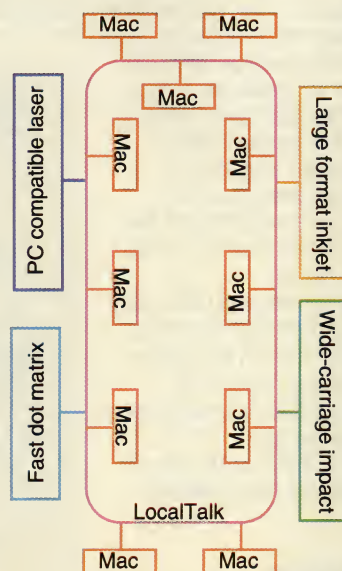 Mac
Mac
Mac
PC compatible laser
Mac
Mac
Large format inkjet
Mac
Mac
Fast dot matrix
Mac
Mac
Wide-carriage
impact
LocalTalk
Mac
Mac